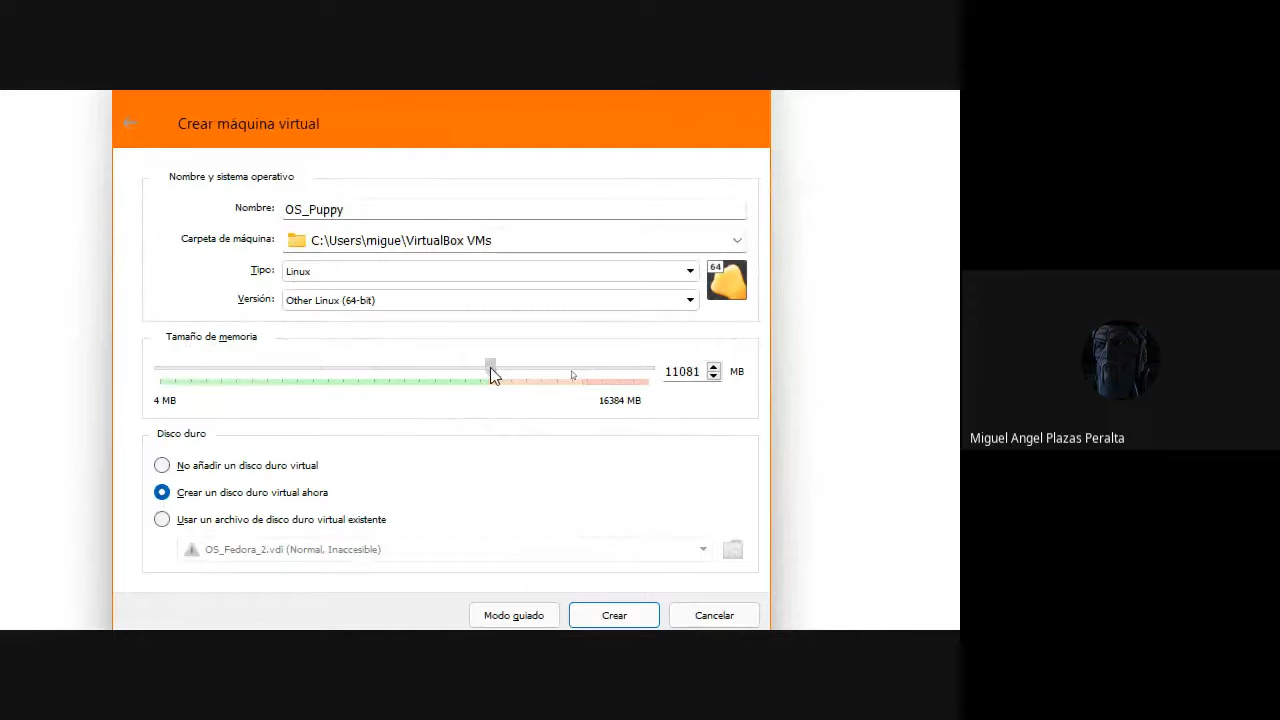 Crear máquina virtual
Nombre y sistema operativo
Nombre: OS_Puppy
Carpeta de máquina: C:\Users\migue\VirtualBox VMs
Tipo: Linux
64
Versión: Other Linux (64-bit)
Tamaño de memoria
11081 MB
4 MB 16384 MB
Disco duro
No añadir un disco duro virtual
Crear un disco duro virtual ahora
Usar un archivo de disco duro virtual existente
OS_Fedora_2.vdi (Normal, Inaccesible)
Modo guiado Crear Cancelar
Miguel Angel Plazas Peralta